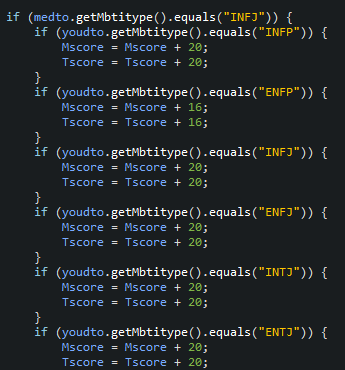 if (medto.getMbtitype().equals("INFJ")) {
    if (youdto.getMbtitype().equals("INFP")) {
        Mscore = Mscore + 20;
        Tscore = Tscore + 20;
    }
    if (youdto.getMbtitype().equals("ENFP")) {
        Mscore = Mscore + 16;
        Tscore = Tscore + 16;
    }
    if (youdto.getMbtitype().equals("INFJ")) {
        Mscore = Mscore + 20;
        Tscore = Tscore + 20;
    }
    if (youdto.getMbtitype().equals("ENFJ")) {
        Mscore = Mscore + 20;
        Tscore = Tscore + 20;
    }
    if (youdto.getMbtitype().equals("INTJ")) {
        Mscore = Mscore + 20;
        Tscore = Tscore + 20;
    }
    if (youdto.getMbtitype().equals("ENTJ")) {
        Mscore = Mscore + 20;
        Tscore = Tscore + 20;